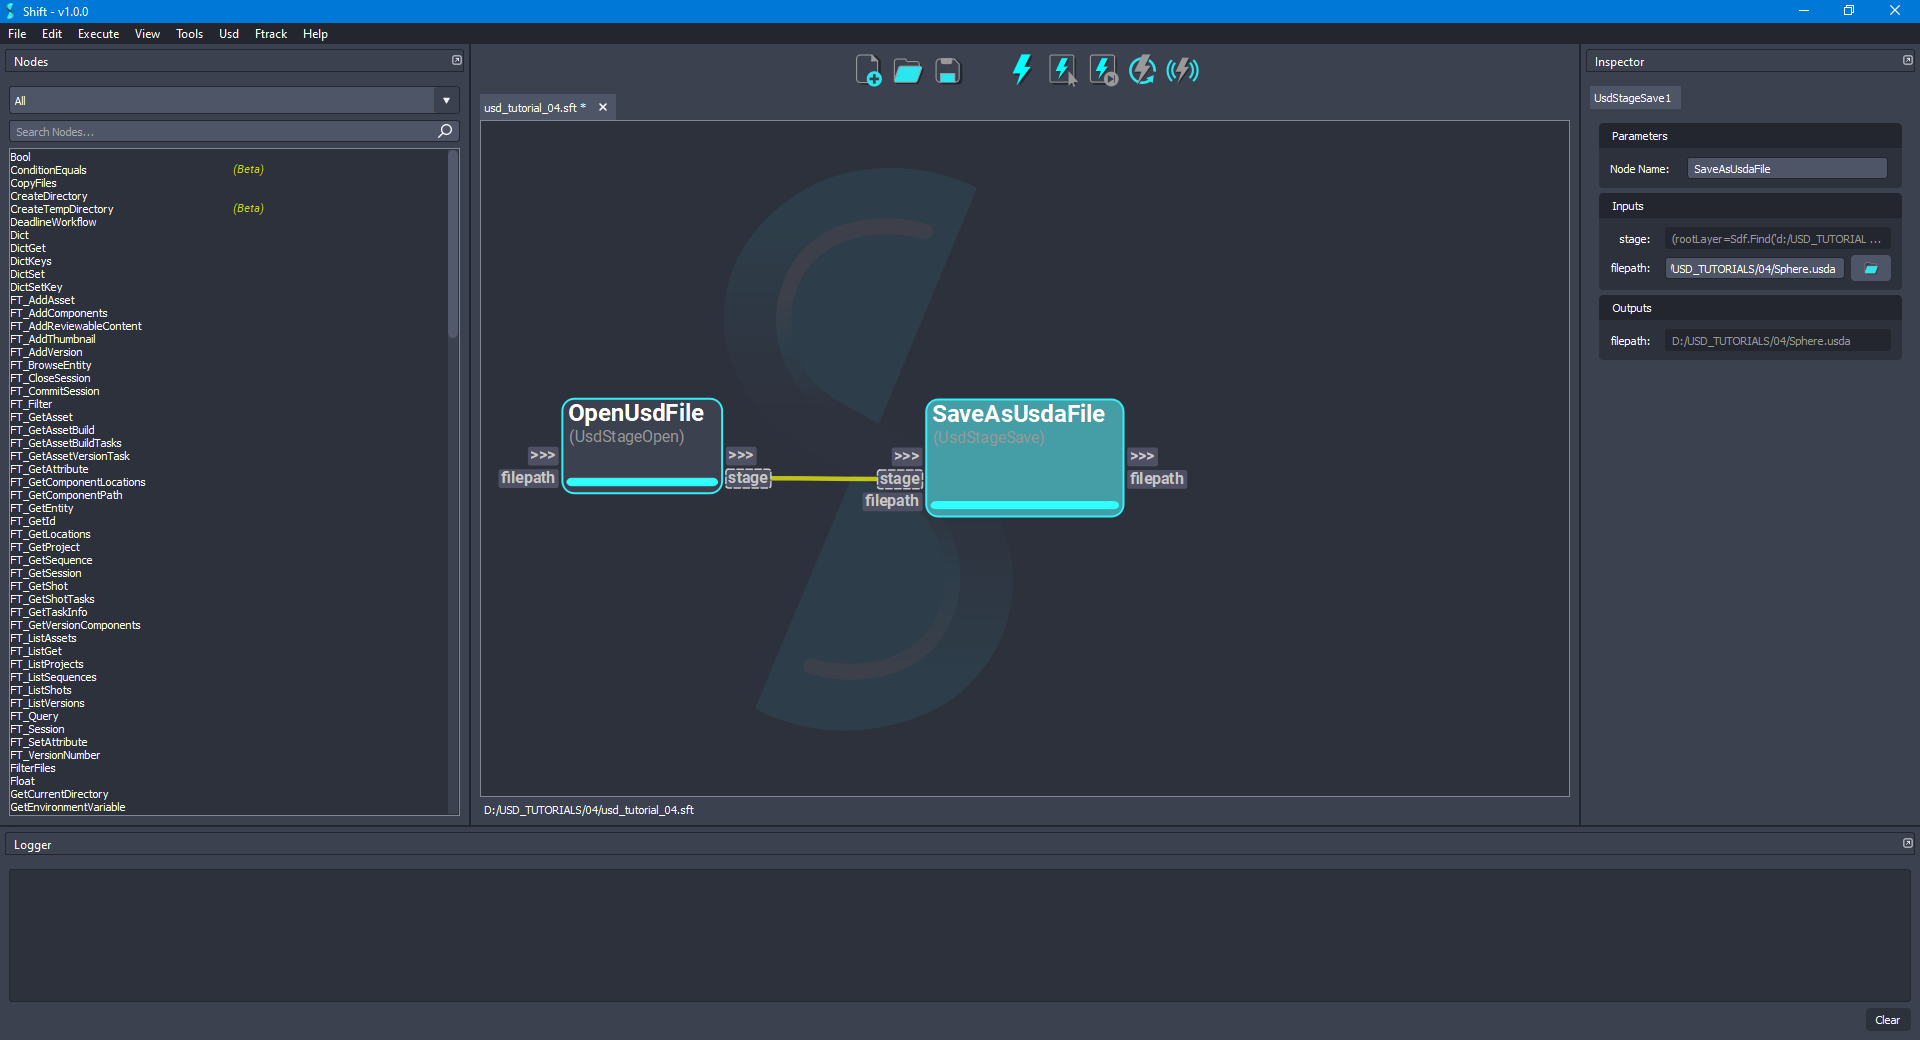 Shift - v1.0.0
File Edit Execute View Tools Usd Ftrack Help
Nodes
All
Search Nodes...
Bool
ConditionEquals (Beta)
CopyFiles
CreateDirectory
CreateTempDirectory (Beta)
DeadlineWorkflow
Dict
DictGet
DictKeys
DictSet
DictSetKey
FT_AddAsset
FT_AddComponents
FT_AddReviewableContent
FT_AddThumbnail
FT_AddVersion
FT_BrowseEntity
FT_CloseSession
FT_CommitSession
FT_Filter
FT_GetAsset
FT_GetAssetBuild
FT_GetAssetBuildTasks
FT_GetAssetVersionTask
FT_GetAttribute
FT_GetComponentLocations
FT_GetComponentPath
FT_GetEntity
FT_GetId
FT_GetLocations
FT_GetProject
FT_GetSequence
FT_GetSession
FT_GetShot
FT_GetShotTasks
FT_GetTaskInfo
FT_GetVersionComponents
FT_ListAssets
FT_ListGet
FT_ListProjects
FT_ListSequences
FT_ListShots
FT_ListVersions
FT_Query
FT_Session
FT_SetAttribute
FT_VersionNumber
FilterFiles
Float
GetCurrentDirectory
GetEnvironmentVariable
usd_tutorial_04.sft *
OpenUsdFile
(UsdStageOpen)
>>> >>>
filepath stage
SaveAsUsdaFile
(UsdStageSave)
>>> >>>
stage filepath
filepath
D:/USD_TUTORIALS/04/usd_tutorial_04.sft
Inspector
UsdStageSave1
Parameters
Node Name: SaveAsUsdaFile
Inputs
stage: (rootLayer=Sdf.Find('d:/USD_TUTORIAL ...
filepath: /USD_TUTORIALS/04/Sphere.usda
Outputs
filepath: D:/USD_TUTORIALS/04/Sphere.usda
Logger
Clear